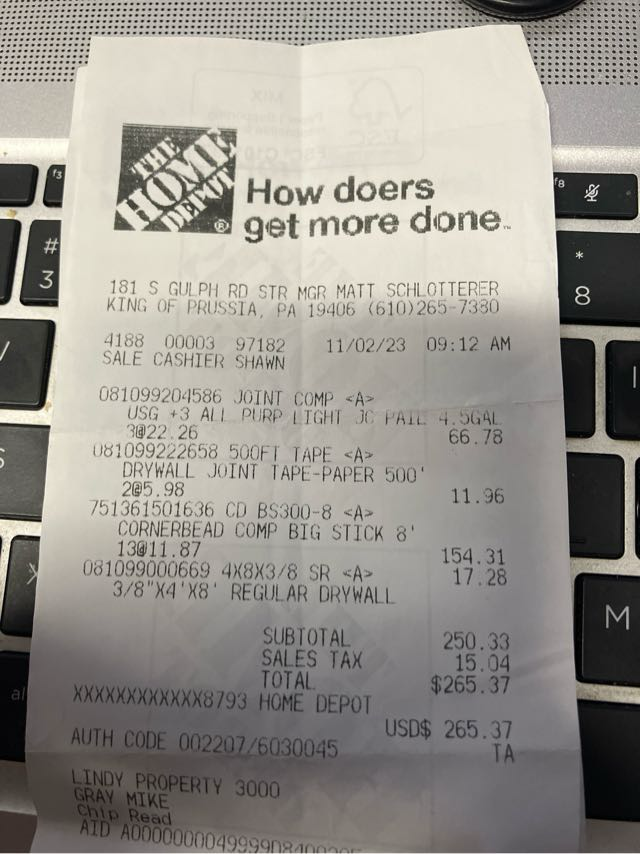 THE
HOME
DEPOT
®
How doers
get more done™
181 S GULPH RD STR MGR MATT SCHLOTTERER
KING OF PRUSSIA, PA 19406 (610)265-7380
4188 00003 97182 11/02/23 09:12 AM
SALE CASHIER SHAWN
081099204586 JOINT COMP <A>
USG +3 ALL PURP LIGHT JC PAIL 4.5GAL
3@22.26 66.78
081099222658 500FT TAPE <A>
DRYWALL JOINT TAPE-PAPER 500'
2@5.98 11.96
751361501636 CD BS300-8 <A>
CORNERBEAD COMP BIG STICK 8'
13@11.87 154.31
081099000669 4X8X3/8 SR <A> 17.28
3/8"X4'X8' REGULAR DRYWALL
SUBTOTAL 250.33
SALES TAX 15.04
TOTAL $265.37
XXXXXXXXXXXX8793 HOME DEPOT
USD$ 265.37
AUTH CODE 002207/6030045 TA
LINDY PROPERTY 3000
GRAY MIKE
Chip Read
f3
#
3
f8
*
8
M